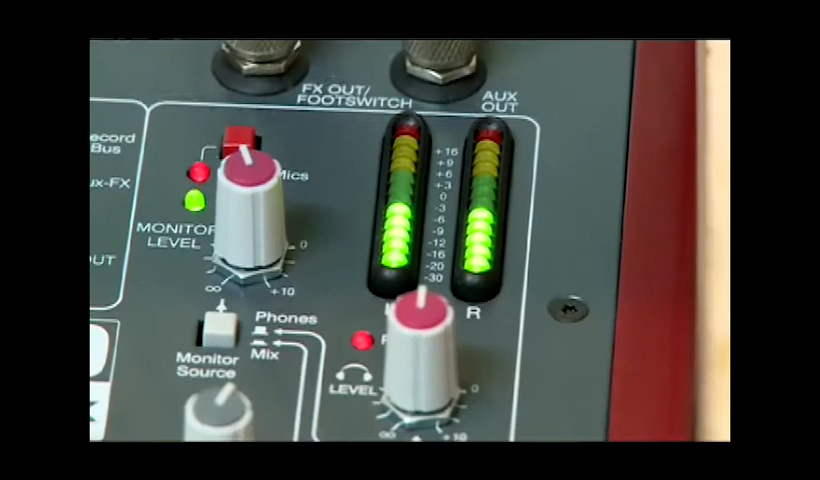 FX OUT/
FOOTSWITCH
AUX
OUT
ecord
Bus
ux-FX
OUT
Mics
MONITOR
LEVEL
0
∞
+10
+16
+9
+6
+3
0
-3
-6
-9
-12
-16
-20
-30
R
Phones
Mix
Monitor
Source
LEVEL
0
∞
+10